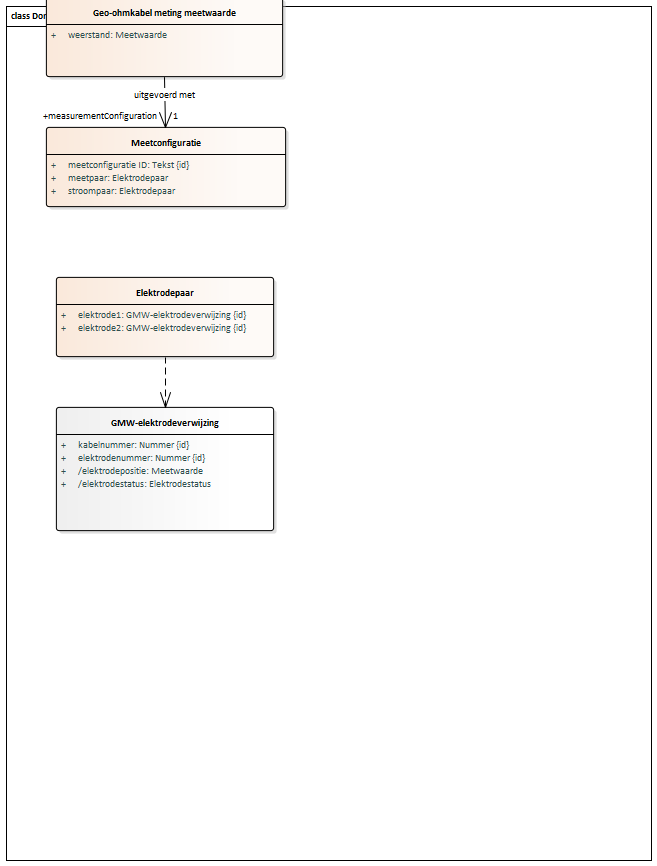 class Dor
Geo-ohmkabel meting meetwaarde
+ weerstand: Meetwaarde
uitgevoerd met
+measurementConfiguration 1
Meetconfiguratie
+ meetconfiguratie ID: Tekst {id}
+ meetpaar: Elektrodepaar
+ stroompaar: Elektrodepaar
Elektrodepaar
+ elektrode1: GMW-elektrodeverwijzing {id}
+ elektrode2: GMW-elektrodeverwijzing {id}
GMW-elektrodeverwijzing
+ kabelnummer: Nummer {id}
+ elektrodenummer: Nummer {id}
+ /elektrodepositie: Meetwaarde
+ /elektrodestatus: Elektrodestatus